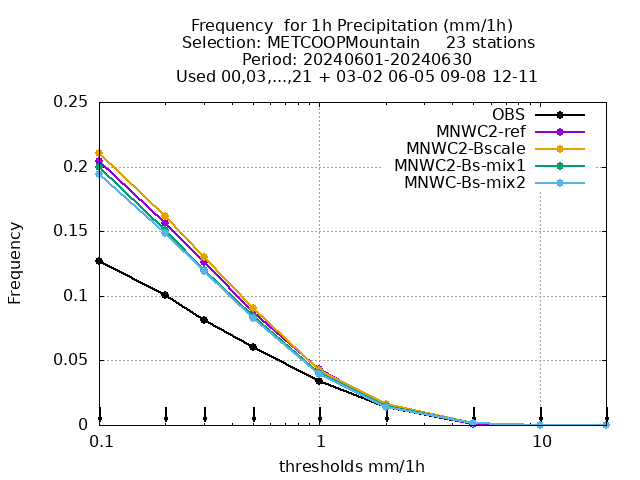 Frequency  for 1h Precipitation (mm/1h)
Selection: METCOOPMountain     23 stations
Period: 20240601-20240630
Used 00,03,...,21 + 03-02 06-05 09-08 12-11
0.25
0.2
0.15
0.1
0.05
0
Frequency
OBS
MNWC2-ref
MNWC2-Bscale
MNWC2-Bs-mix1
MNWC-Bs-mix2
0.1
1
10
thresholds mm/1h